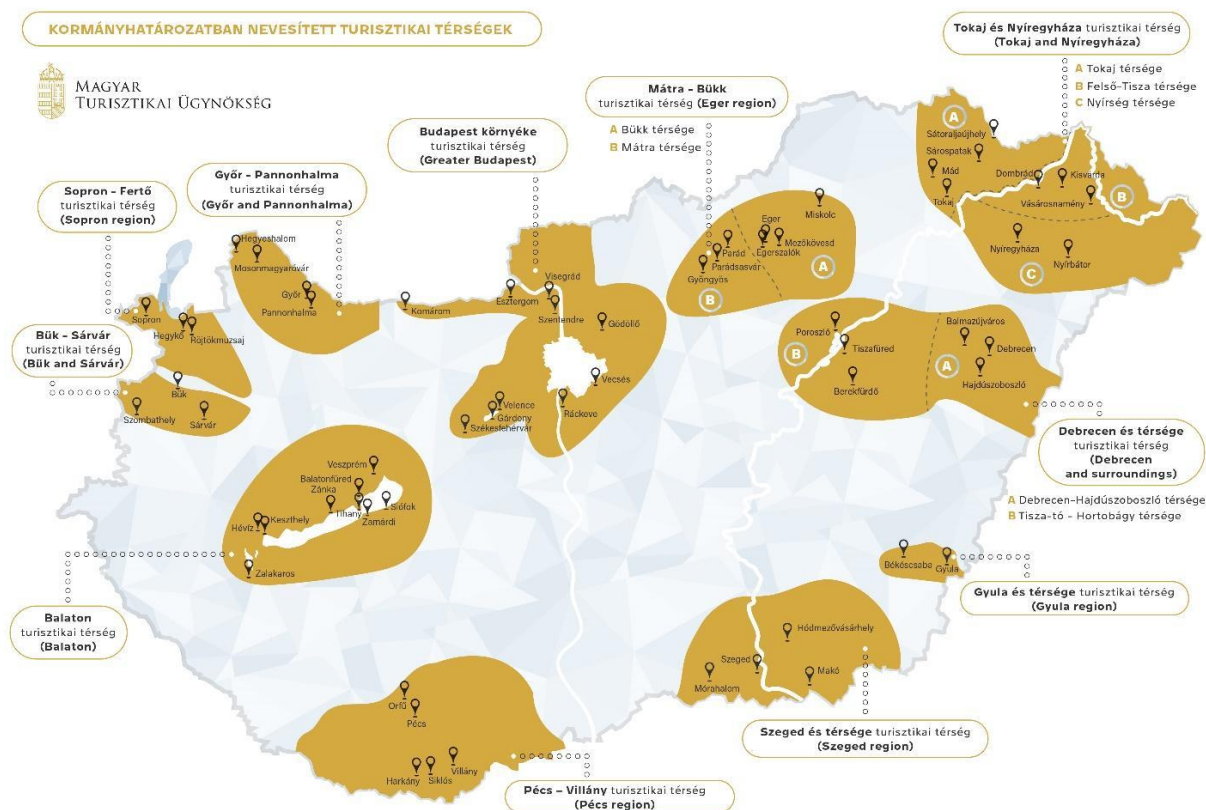 KORMÁNYHATÁROZATBAN NEVESÍTETT TURISZTIKAI TÉRSÉGEK
MAGYAR
TURISZTIKAI ÜGYNÖKSÉG
Tokaj és Nyíregyháza turisztikai térség
(Tokaj and Nyíregyháza)
A Tokaj térsége
B Felső-Tisza térsége
C Nyírség térsége
Mátra – Bükk
turisztikai térség (Eger region)
A Bükk térsége
B Mátra térsége
Budapest környéke
turisztikai térség
(Greater Budapest)
Győr – Pannonhalma
turisztikai térség
(Győr and Pannonhalma)
Sopron – Fertő
turisztikai térség
(Sopron region)
Bük – Sárvár
turisztikai térség
(Bük and Sárvár)
A
Sátoraljaújhely
Sárospatak
Mád
Tokaj
Dombrád
Kisvarda
Vásárosnamény
B
Nyíregyháza
Nyírbátor
C
Miskolc
Eger
Egerszalók
Mezőkövesd
Parád
Parádsasvár
Gyöngyös
A
B
Hegyeshalom
Mosonmagyaróvár
Győr
Pannonhalma
Komárom
Esztergom
Visegrád
Szentendre
Gödöllő
Vecsés
Ráckeve
Velence
Gárdony
Székesfehérvár
Sopron
Hegykő
Röjtökmuzsaj
Bük
Szombathely
Sárvár
Poroszló
Tiszafüred
Berekfürdő
B
Balmazújváros
Debrecen
Hajdúszoboszló
A
Debrecen és térsége
turisztikai térség
(Debrecen
and surroundings)
A Debrecen-Hajdúszoboszló térsége
B Tisza-tó – Hortobágy térsége
Veszprém
Balatonfüred
Zánka
Tihany
Zamárdi
Siófok
Keszthely
Hévíz
Zalakaros
Balaton
turisztikai térség
(Balaton)
Békéscsaba
Gyula
Gyula és térsége turisztikai térség
(Gyula region)
Hódmezővásárhely
Szeged
Mórahalom
Makó
Szeged és térsége turisztikai térség
(Szeged region)
Orfű
Pécs
Harkány
Siklós
Villány
Pécs – Villány turisztikai térség
(Pécs region)